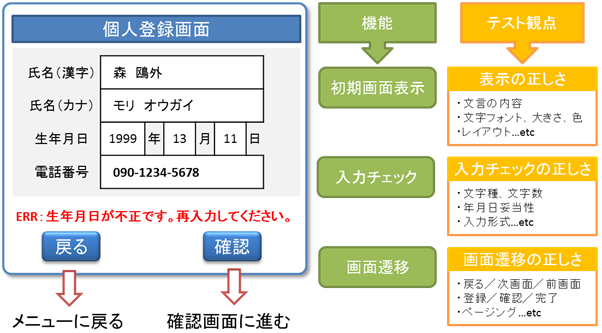 個人登録画面
氏名(漢字) 森 鴎外
氏名(カナ) モリ オウガイ
生年月日 1999 年 13 月 11 日
電話番号 090-1234-5678
ERR：生年月日が不正です。再入力してください。
戻る 確認
メニューに戻る 確認画面に進む
機能
初期画面表示
入力チェック
画面遷移
テスト観点
表示の正しさ
・文言の内容
・文字フォント、大きさ、色
・レイアウト…etc
入力チェックの正しさ
・文字種、文字数
・年月日妥当性
・入力形式…etc
画面遷移の正しさ
・戻る／次画面／前画面
・登録／確認／完了
・ページング…etc